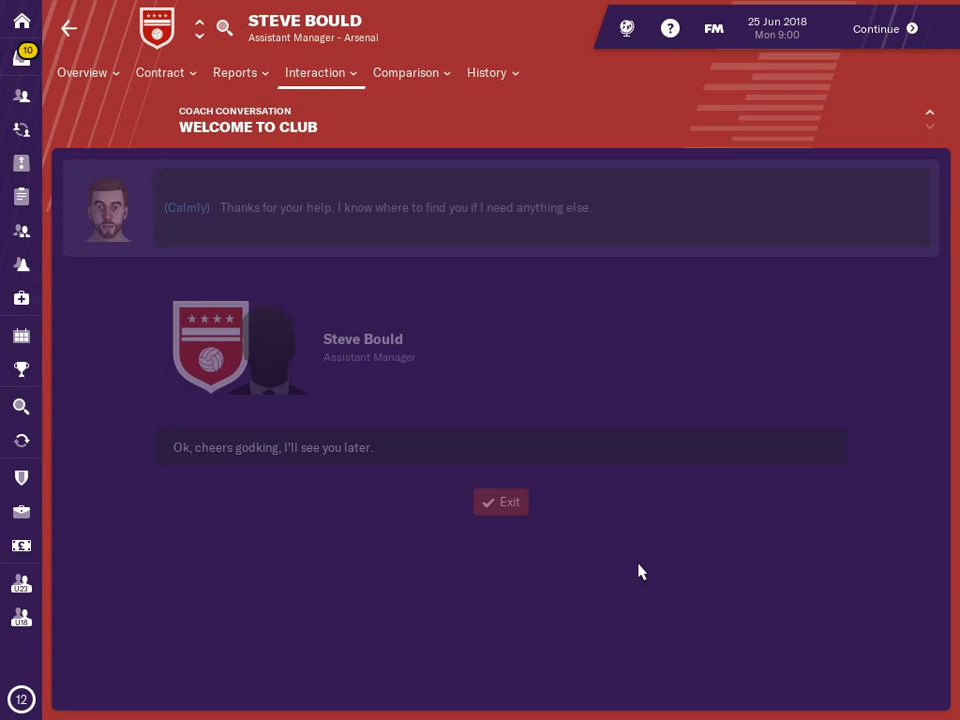 STEVE BOULD
Assistant Manager - Arsenal
25 Jun 2018
Mon 9:00
FM
?
Continue
10
Overview
Contract
Reports
Interaction
Comparison
History
COACH CONVERSATION
WELCOME TO CLUB
(Calmly) Thanks for your help. I know where to find you if I need anything else.
Steve Bould
Assistant Manager
Ok, cheers godking, I'll see you later.
Exit
£
U23
U18
12